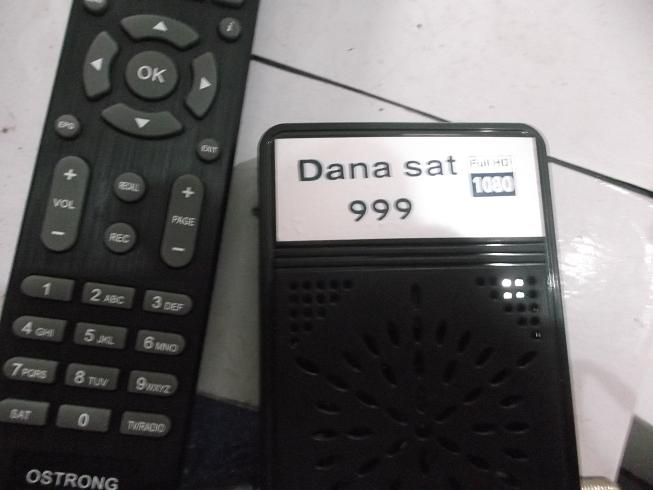 i
OK
EPG
EXIT
+
VOL
-
RECALL
REC
+
PAGE
-
1
2 ABC
3 DEF
4 GHI
5 JKL
6 MNO
7 PQRS
8 TUV
9 WXYZ
SAT
0
TV/RADIO
OSTRONG
Dana sat
999
Full HD
1080